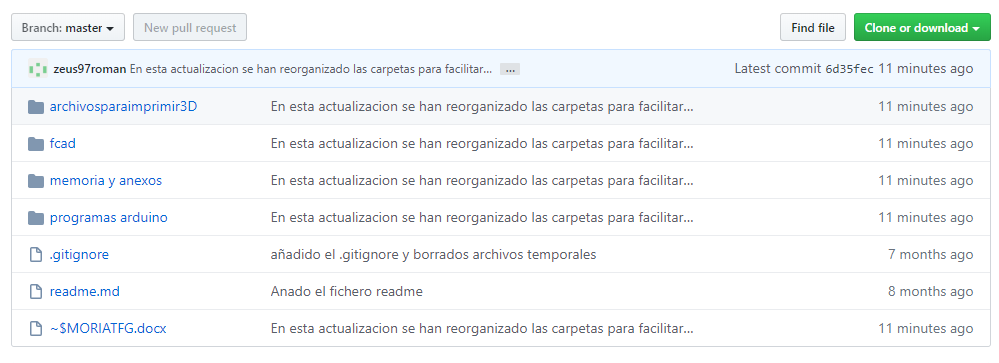 Branch: master New pull request Find file Clone or download
zeus97roman En esta actualizacion se han reorganizado las carpetas para facilitar... ... Latest commit 6d35fec 11 minutes ago
archivosparaimprimir3D En esta actualizacion se han reorganizado las carpetas para facilitar... 11 minutes ago
fcad En esta actualizacion se han reorganizado las carpetas para facilitar... 11 minutes ago
memoria y anexos En esta actualizacion se han reorganizado las carpetas para facilitar... 11 minutes ago
programas arduino En esta actualizacion se han reorganizado las carpetas para facilitar... 11 minutes ago
.gitignore añadido el .gitignore y borrados archivos temporales 7 months ago
readme.md Anado el fichero readme 8 months ago
~$MORIATFG.docx En esta actualizacion se han reorganizado las carpetas para facilitar... 11 minutes ago